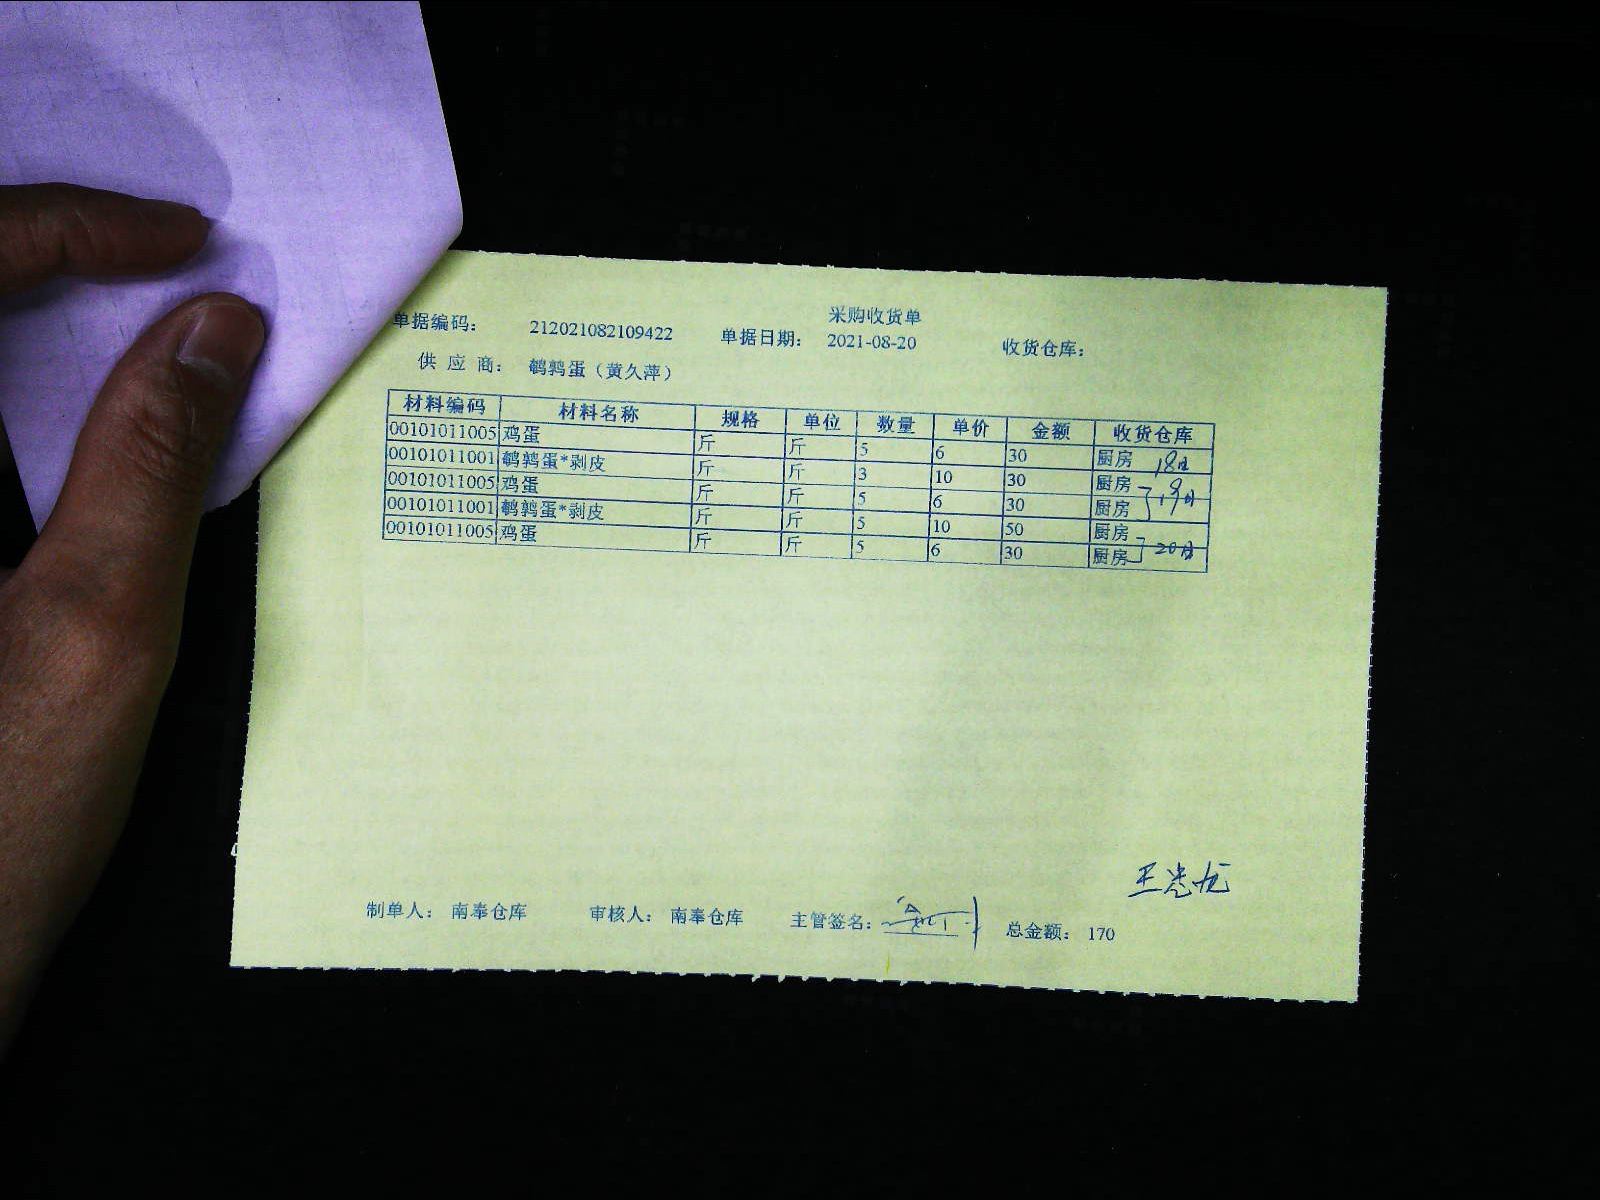 采购收货单
单据编码： 212021082109422 单据日期： 2021-08-20 收货仓库：
供 应 商： 鹌鹑蛋（黄久萍）
材料编码 材料名称 规格 单位 数量 单价 金额 收货仓库
00101011005 鸡蛋 斤 斤 5 6 30 厨房 18日
00101011001 鹌鹑蛋*剥皮 斤 斤 3 10 30 厨房
00101011005 鸡蛋 斤 斤 5 6 30 厨房 19日
00101011001 鹌鹑蛋*剥皮 斤 斤 5 10 50 厨房
00101011005 鸡蛋 斤 斤 5 6 30 厨房 20日
王光龙
制单人： 南奉仓库 审核人： 南奉仓库 主管签名： 总金额： 170